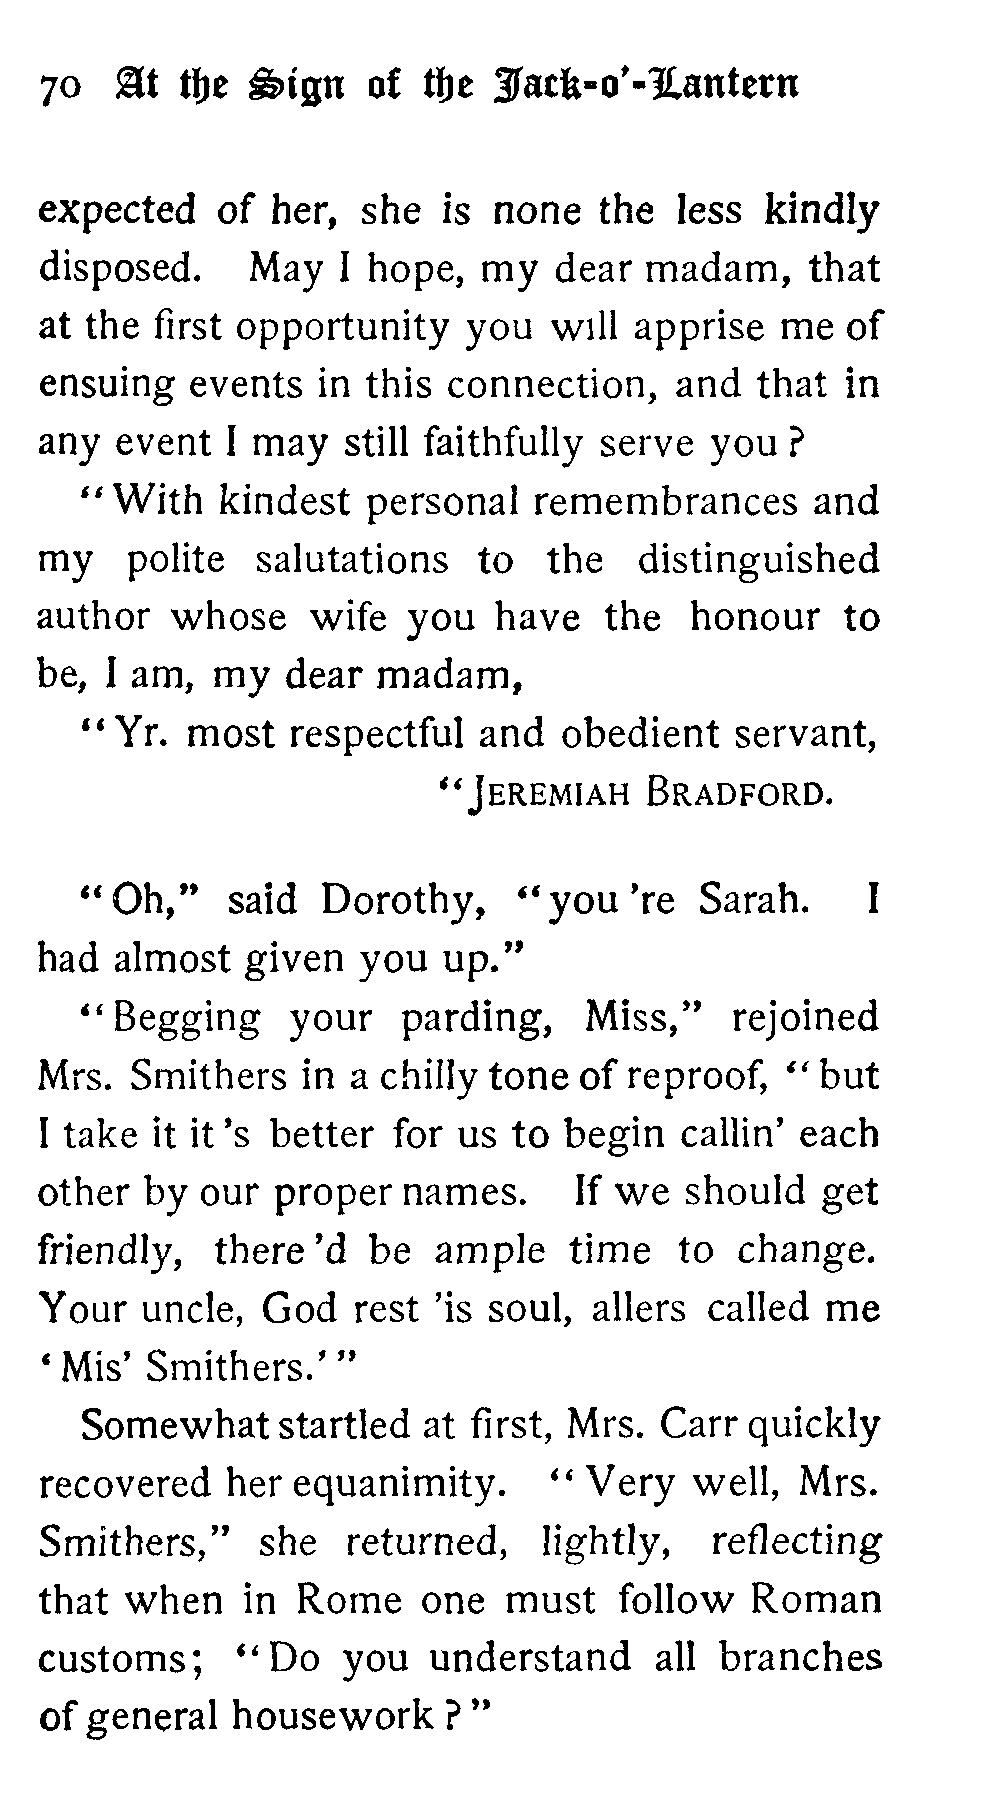 70 At the Sign of the Jack-o'-Lantern
expected of her, she is none the less kindly
disposed. May I hope, my dear madam, that
at the first opportunity you will apprise me of
ensuing events in this connection, and that in
any event I may still faithfully serve you?
"With kindest personal remembrances and
my polite salutations to the distinguished
author whose wife you have the honour to
be, I am, my dear madam,
"Yr. most respectful and obedient servant,
"JEREMIAH BRADFORD.
"Oh," said Dorothy, "you 're Sarah. I
had almost given you up."
"Begging your parding, Miss," rejoined
Mrs. Smithers in a chilly tone of reproof, "but
I take it it 's better for us to begin callin' each
other by our proper names. If we should get
friendly, there 'd be ample time to change.
Your uncle, God rest 'is soul, allers called me
'Mis' Smithers.'"
Somewhat startled at first, Mrs. Carr quickly
recovered her equanimity. "Very well, Mrs.
Smithers," she returned, lightly, reflecting
that when in Rome one must follow Roman
customs; "Do you understand all branches
of general housework?"